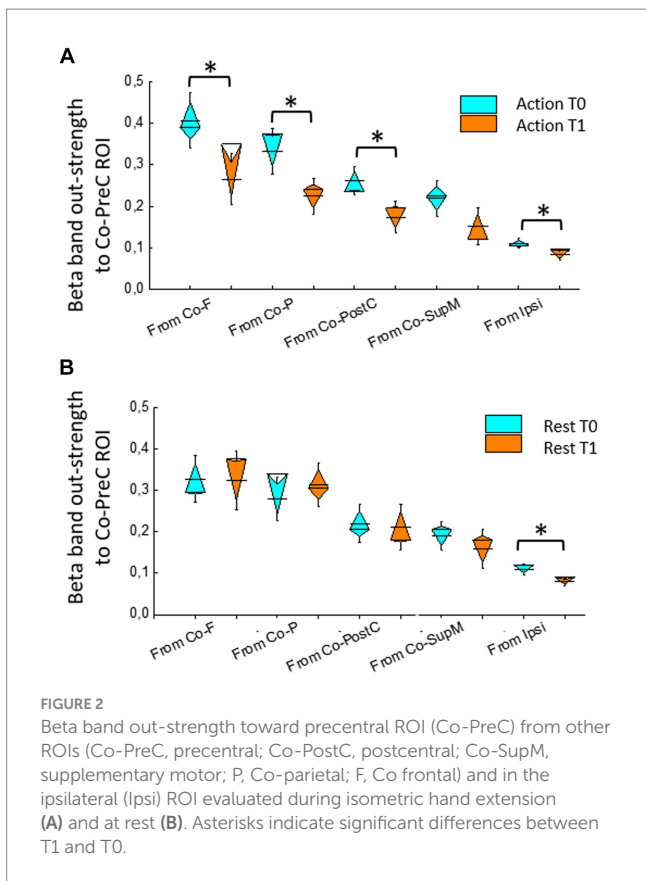 A
Beta band out-strength
to Co-PreC ROI
0,5
0,4
0,3
0,2
0,1
0,0
*
*
*
*
Action T0
Action T1
From Co-F
From Co-P
From Co-PostC
From Co-SupM
From Ipsi
B
Beta band out-strength
to Co-PreC ROI
0,5
0,4
0,3
0,2
0,1
0,0
*
Rest T0
Rest T1
From Co-F
From Co-P
From Co-PostC
From Co-SupM
From Ipsi
FIGURE 2
Beta band out-strength toward precentral ROI (Co-PreC) from other
ROIs (Co-PreC, precentral; Co-PostC, postcentral; Co-SupM,
supplementary motor; P, Co-parietal; F, Co frontal) and in the
ipsilateral (Ipsi) ROI evaluated during isometric hand extension
(A) and at rest (B). Asterisks indicate significant differences between
T1 and T0.